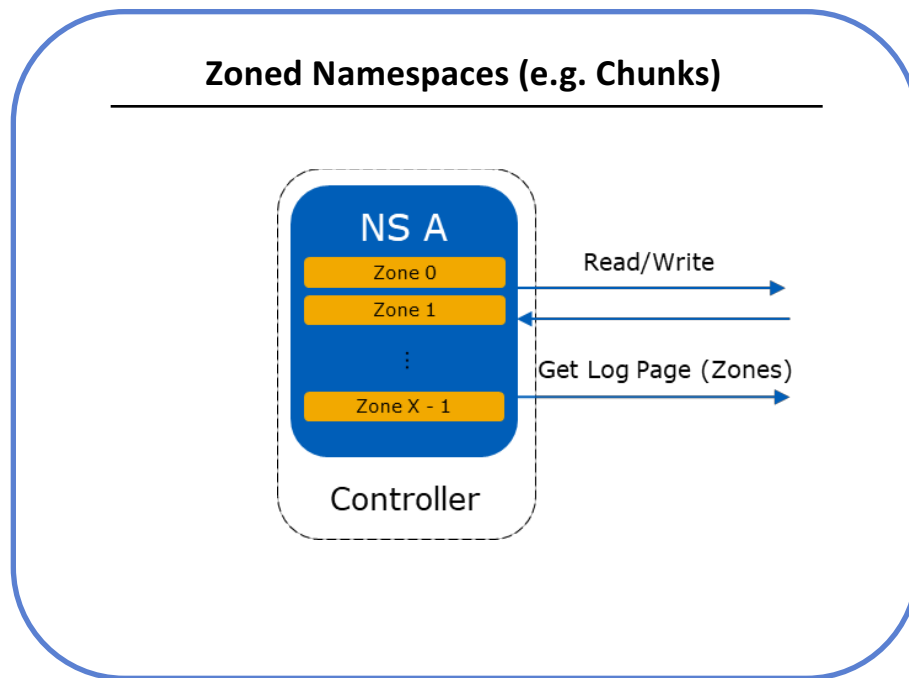 Zoned Namespaces (e.g. Chunks)
NS A
Zone 0
Zone 1
⋮
Zone X - 1
Controller
Read/Write
Get Log Page (Zones)